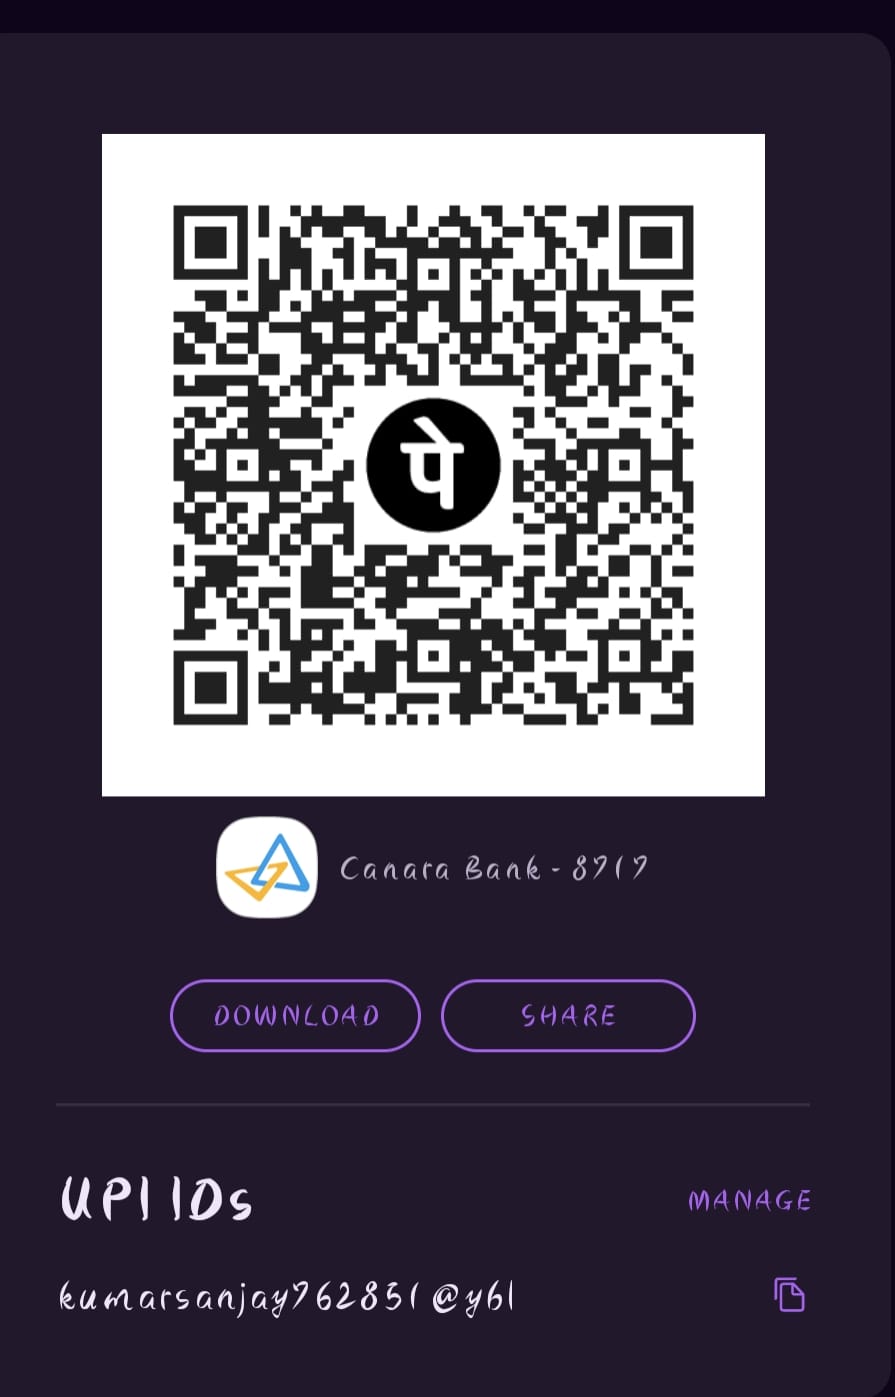 पे
Canara Bank - 8717
DOWNLOAD
SHARE
UPI IDs
MANAGE
kumarsanjay762851@ybl